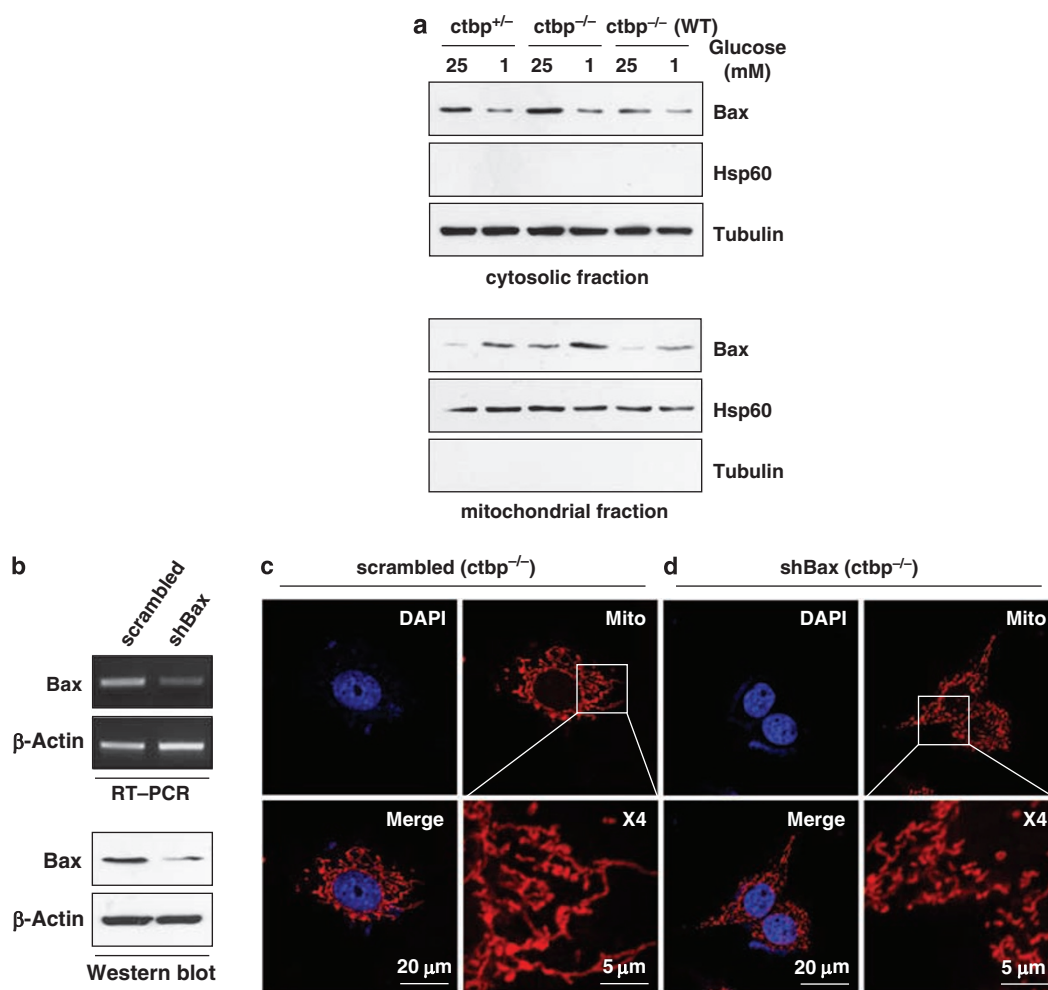 a
ctbp+/– ctbp–/– ctbp–/– (WT)
25 1 25 1 25 1 Glucose (mM)
Bax
Hsp60
Tubulin
cytosolic fraction
Bax
Hsp60
Tubulin
mitochondrial fraction
b
scrambled shBax
Bax
β-Actin
RT–PCR
Bax
β-Actin
Western blot
c scrambled (ctbp–/–)
DAPI Mito
Merge X4
20 μm 5 μm
d shBax (ctbp–/–)
DAPI Mito
Merge X4
20 μm 5 μm